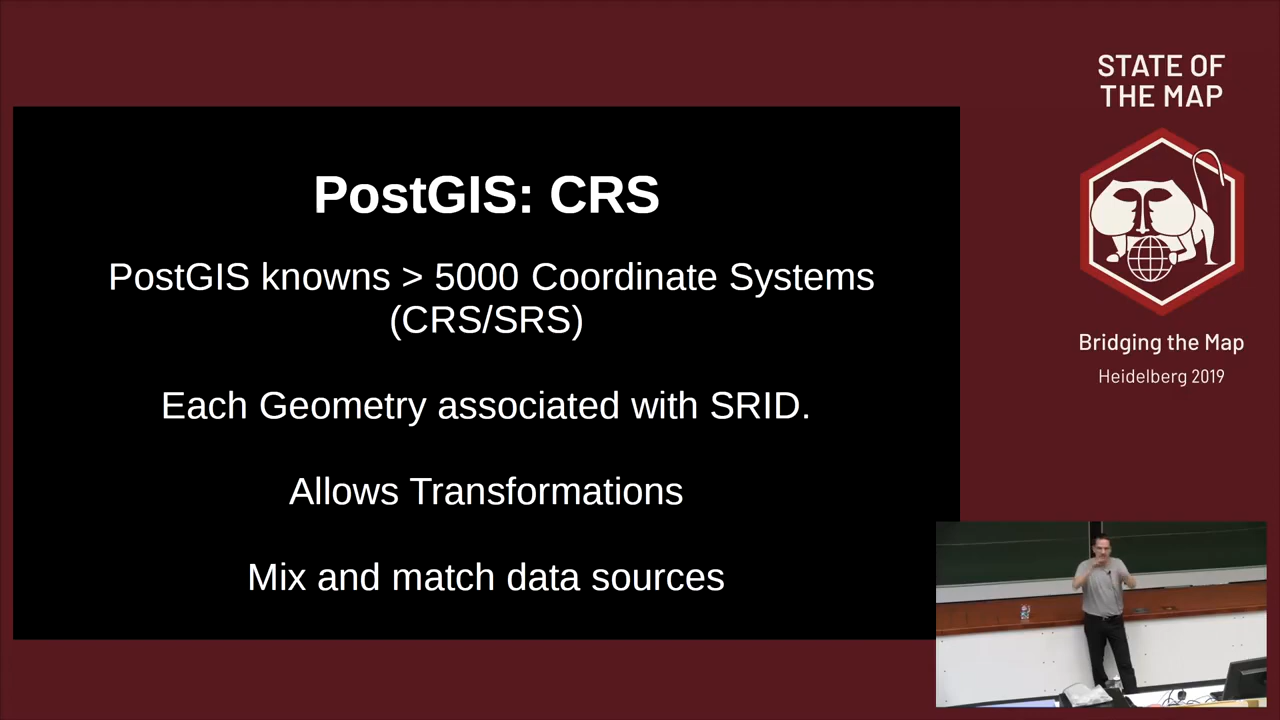 STATE OF
THE MAP
PostGIS: CRS
PostGIS knowns > 5000 Coordinate Systems
(CRS/SRS)
Each Geometry associated with SRID.
Allows Transformations
Mix and match data sources
Bridging the Map
Heidelberg 2019